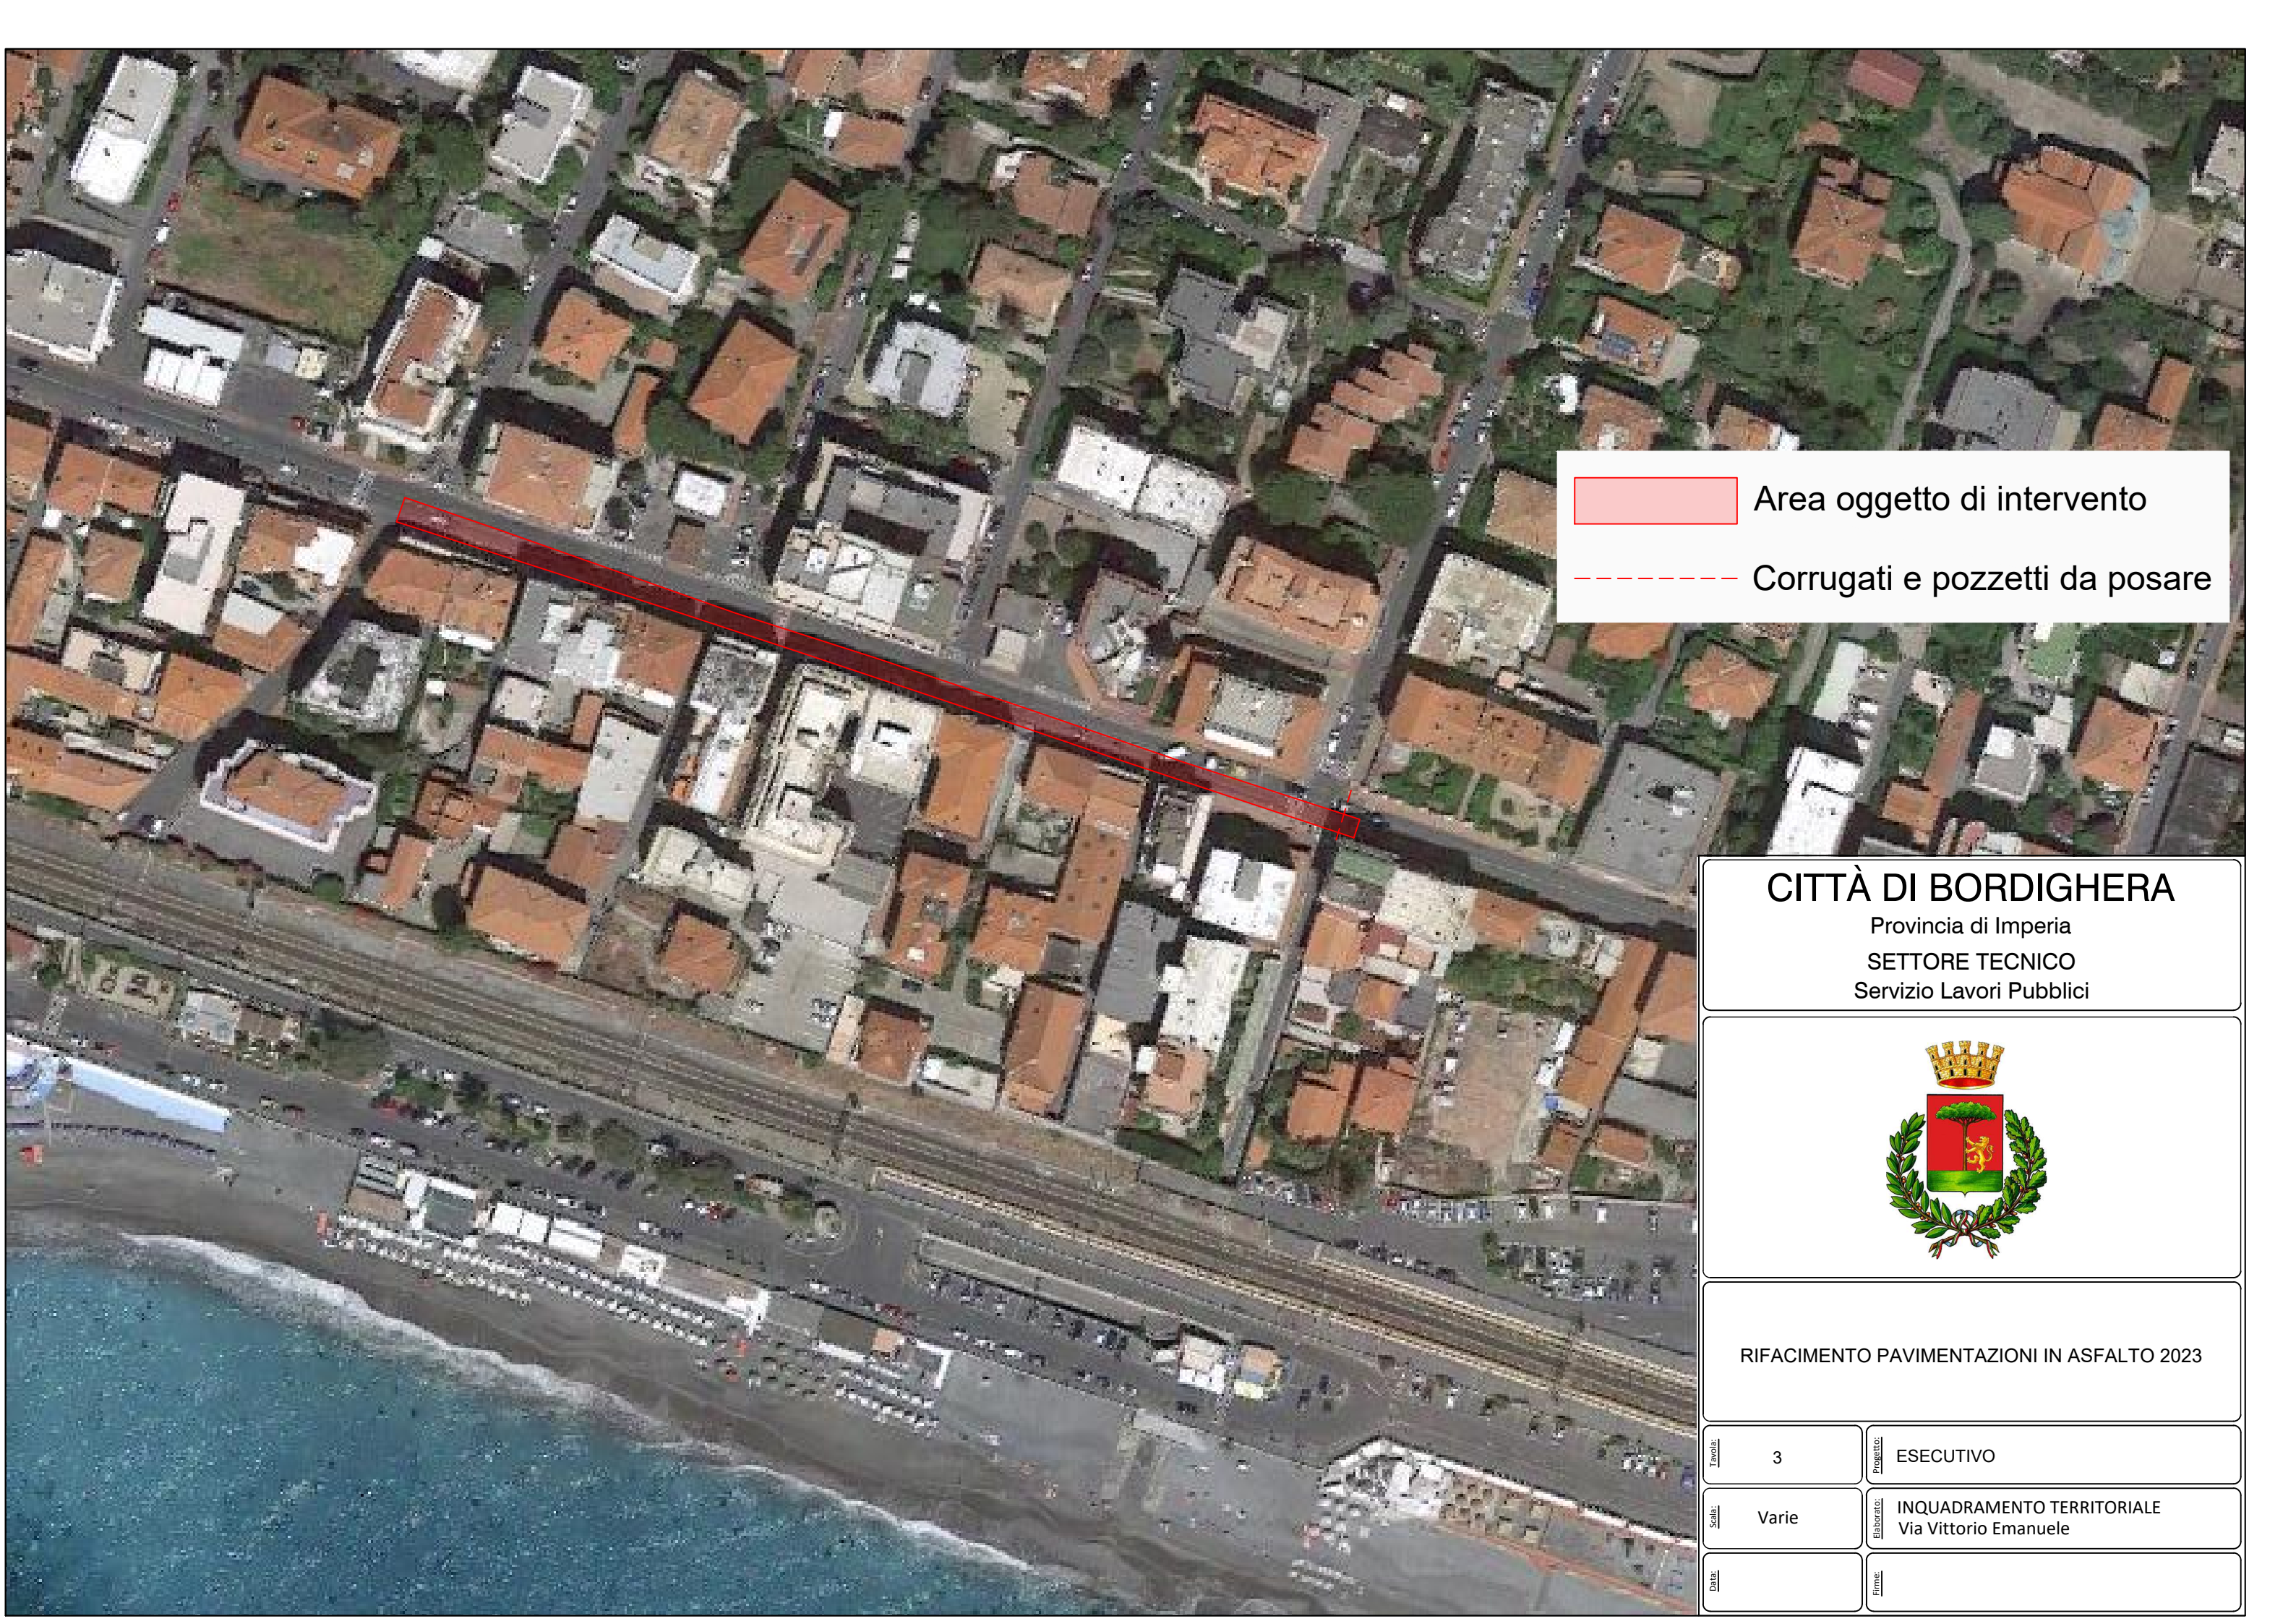 Area oggetto di intervento
Corrugati e pozzetti da posare
CITTÀ DI BORDIGHERA
Provincia di Imperia
SETTORE TECNICO
Servizio Lavori Pubblici
RIFACIMENTO PAVIMENTAZIONI IN ASFALTO 2023
Tavola:
3
Progetto:
ESECUTIVO
Scala:
Varie
Elaborato:
INQUADRAMENTO TERRITORIALE
Via Vittorio Emanuele
Data:
Firme: